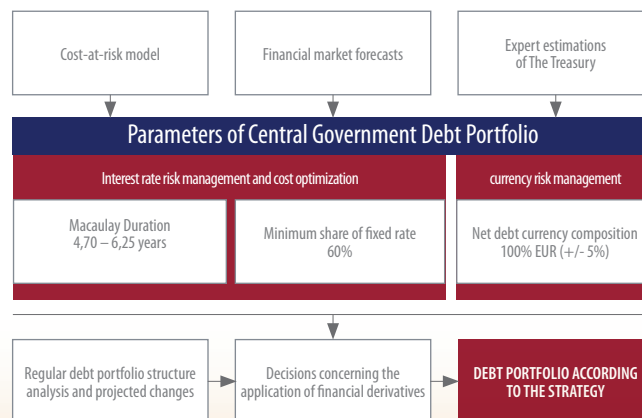 Cost-at-risk model
Financial market forecasts
Expert estimations
of The Treasury
Parameters of Central Government Debt Portfolio
Interest rate risk management and cost optimization
currency risk management
Macaulay Duration
4,70 – 6,25 years
Minimum share of fixed rate
60%
Net debt currency composition
100% EUR (+/- 5%)
Regular debt portfolio structure
analysis and projected changes
Decisions concerning the
application of financial derivatives
DEBT PORTFOLIO ACCORDING
TO THE STRATEGY